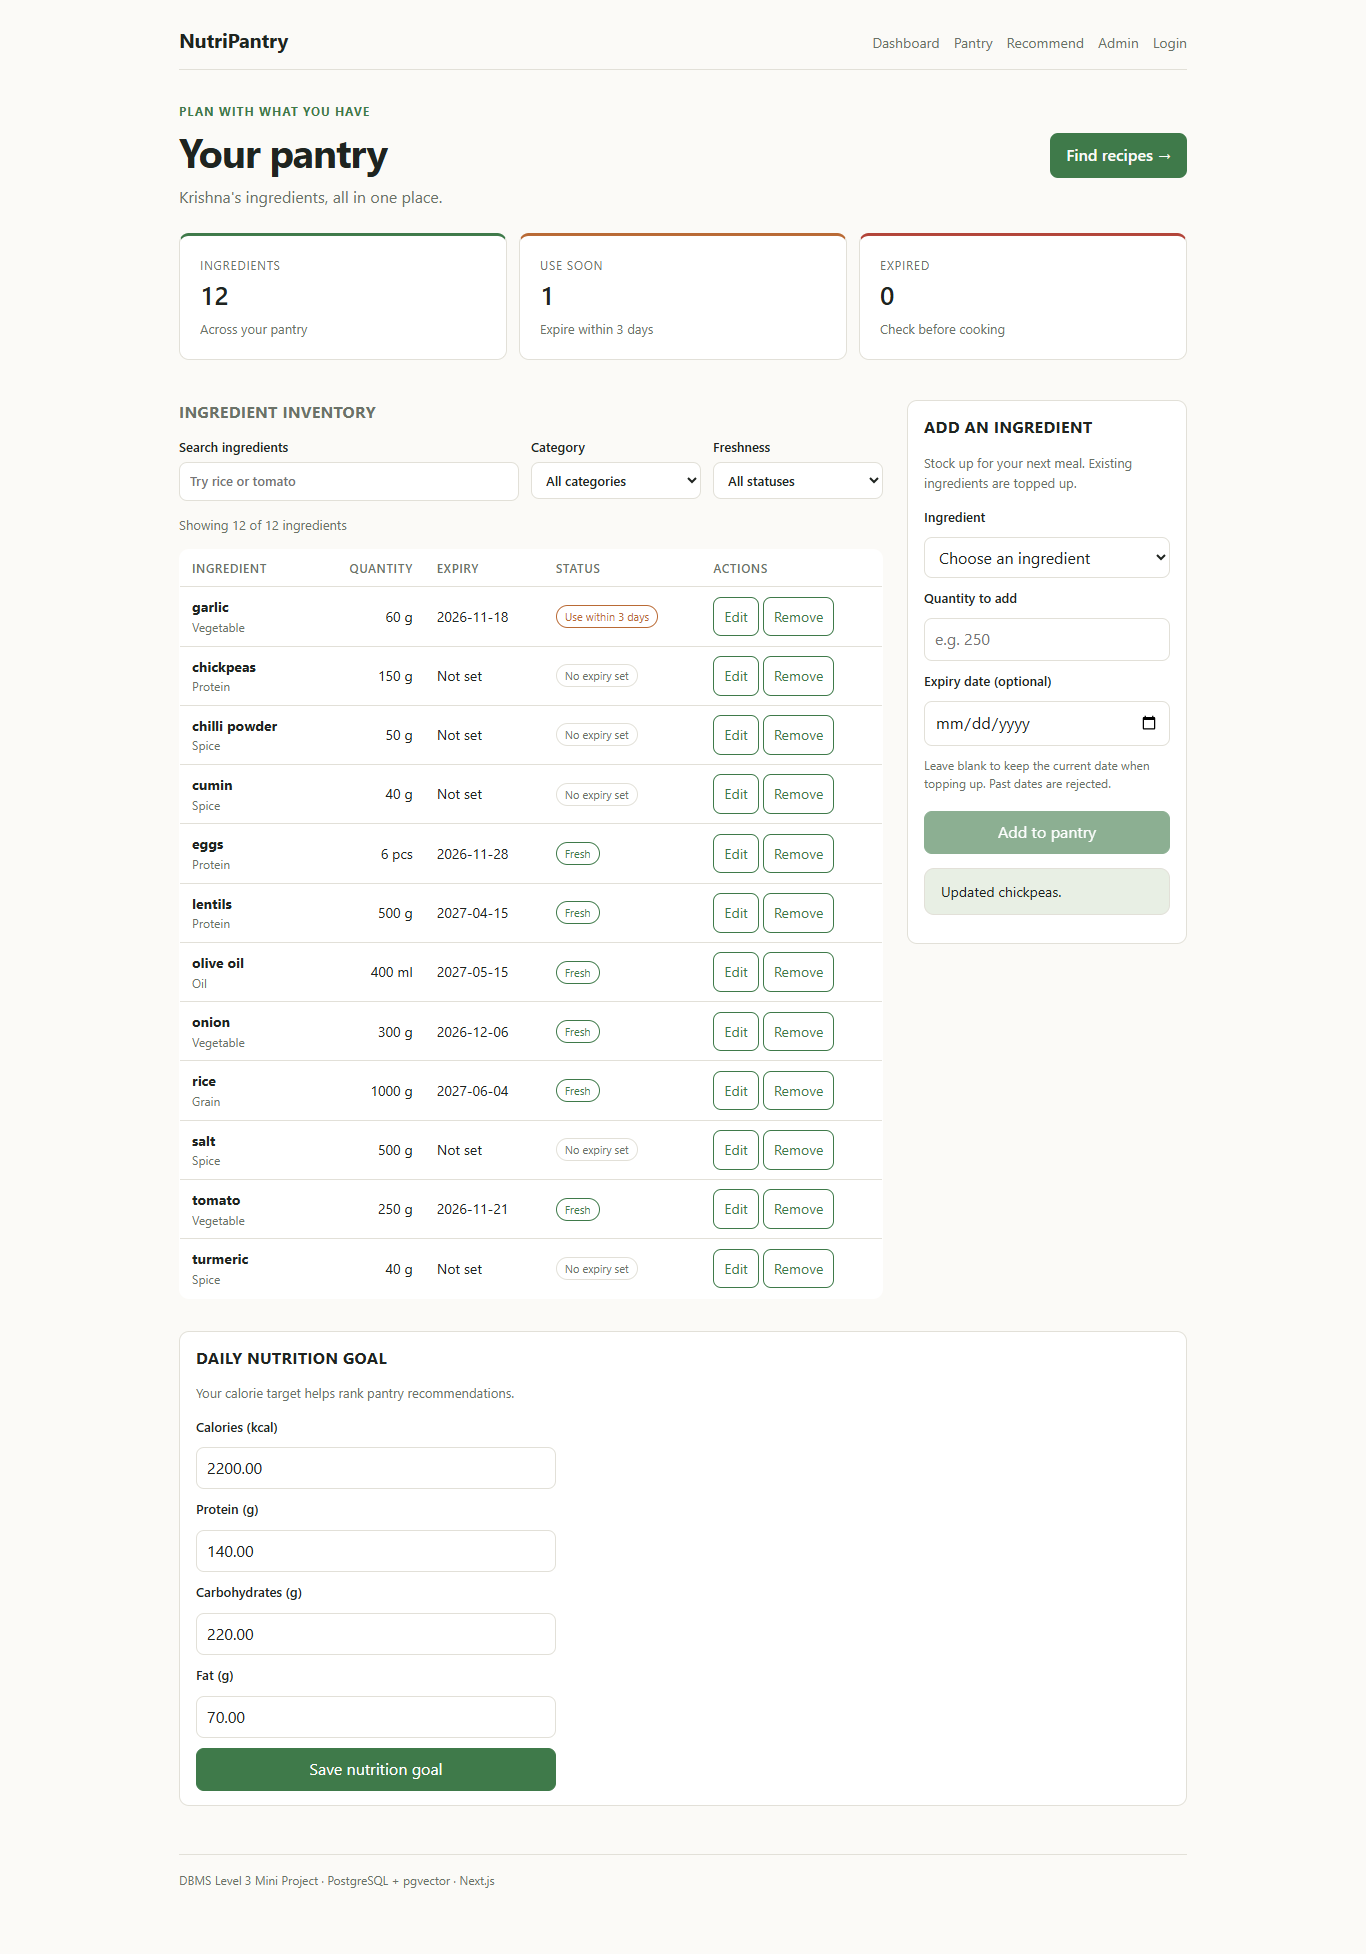 NutriPantry
Dashboard Pantry Recommend Admin Login
PLAN WITH WHAT YOU HAVE
Your pantry
Find recipes →
Krishna's ingredients, all in one place.
INGREDIENTS
12
Across your pantry
USE SOON
1
Expire within 3 days
EXPIRED
0
Check before cooking
INGREDIENT INVENTORY
Search ingredients
Try rice or tomato
Category
All categories
Freshness
All statuses
Showing 12 of 12 ingredients
INGREDIENT QUANTITY EXPIRY STATUS ACTIONS
garlic
Vegetable
60 g 2026-11-18 Use within 3 days Edit Remove
chickpeas
Protein
150 g Not set No expiry set Edit Remove
chilli powder
Spice
50 g Not set No expiry set Edit Remove
cumin
Spice
40 g Not set No expiry set Edit Remove
eggs
Protein
6 pcs 2026-11-28 Fresh Edit Remove
lentils
Protein
500 g 2027-04-15 Fresh Edit Remove
olive oil
Oil
400 ml 2027-05-15 Fresh Edit Remove
onion
Vegetable
300 g 2026-12-06 Fresh Edit Remove
rice
Grain
1000 g 2027-06-04 Fresh Edit Remove
salt
Spice
500 g Not set No expiry set Edit Remove
tomato
Vegetable
250 g 2026-11-21 Fresh Edit Remove
turmeric
Spice
40 g Not set No expiry set Edit Remove
ADD AN INGREDIENT
Stock up for your next meal. Existing
ingredients are topped up.
Ingredient
Choose an ingredient
Quantity to add
e.g. 250
Expiry date (optional)
mm/dd/yyyy
Leave blank to keep the current date when
topping up. Past dates are rejected.
Add to pantry
Updated chickpeas.
DAILY NUTRITION GOAL
Your calorie target helps rank pantry recommendations.
Calories (kcal)
2200.00
Protein (g)
140.00
Carbohydrates (g)
220.00
Fat (g)
70.00
Save nutrition goal
DBMS Level 3 Mini Project · PostgreSQL + pgvector · Next.js